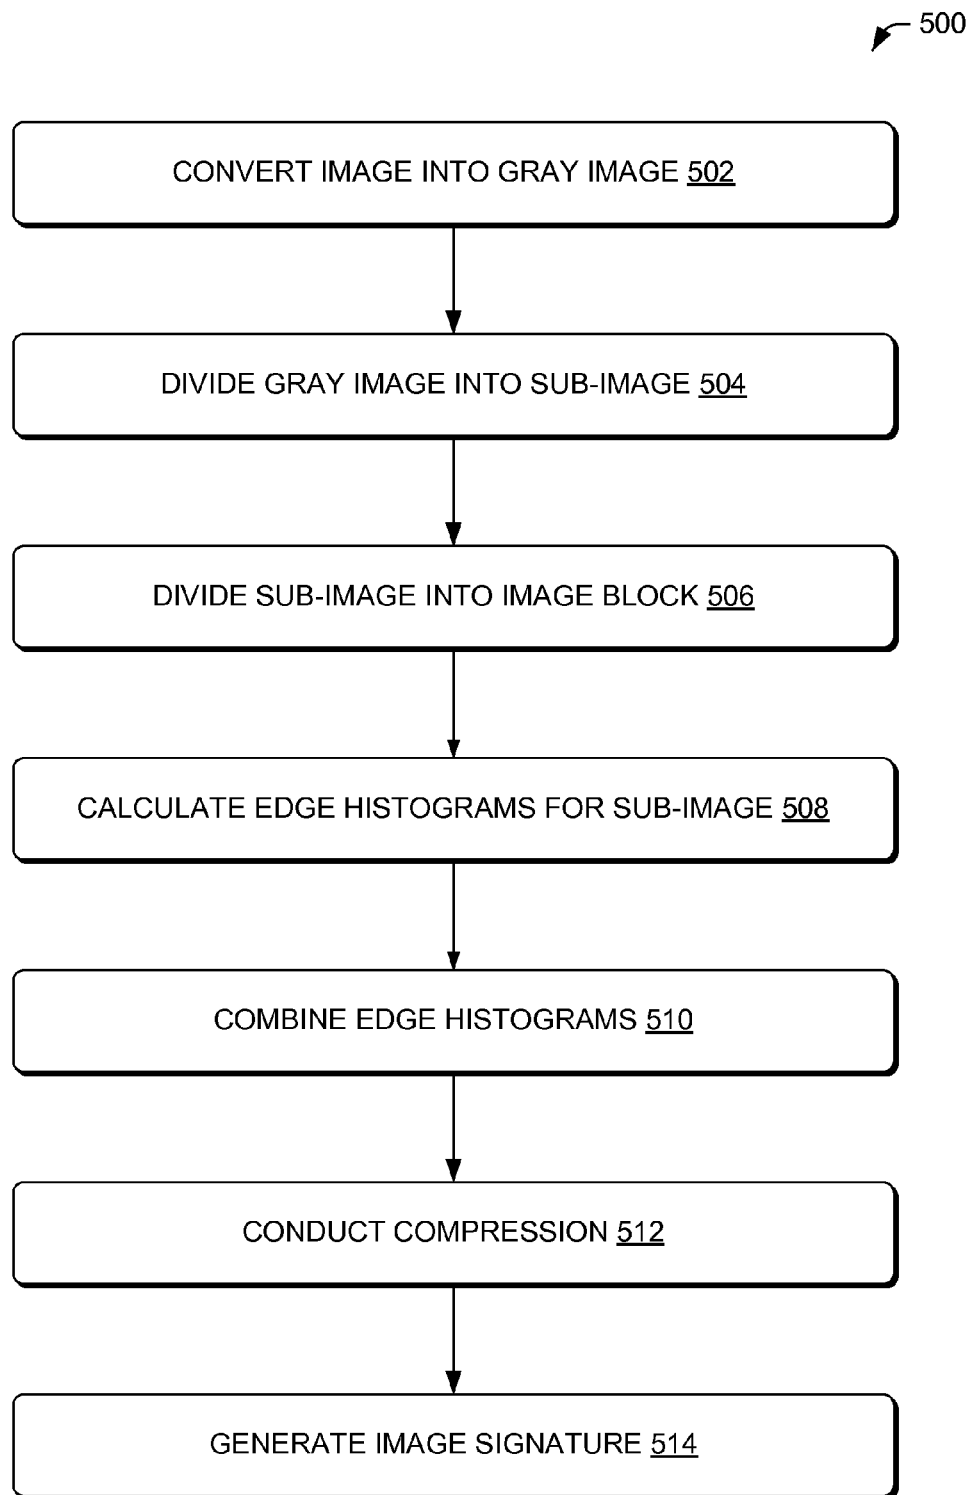 500
CONVERT IMAGE INTO GRAY IMAGE 502
DIVIDE GRAY IMAGE INTO SUB-IMAGE 504
DIVIDE SUB-IMAGE INTO IMAGE BLOCK 506
CALCULATE EDGE HISTOGRAMS FOR SUB-IMAGE 508
COMBINE EDGE HISTOGRAMS 510
CONDUCT COMPRESSION 512
GENERATE IMAGE SIGNATURE 514